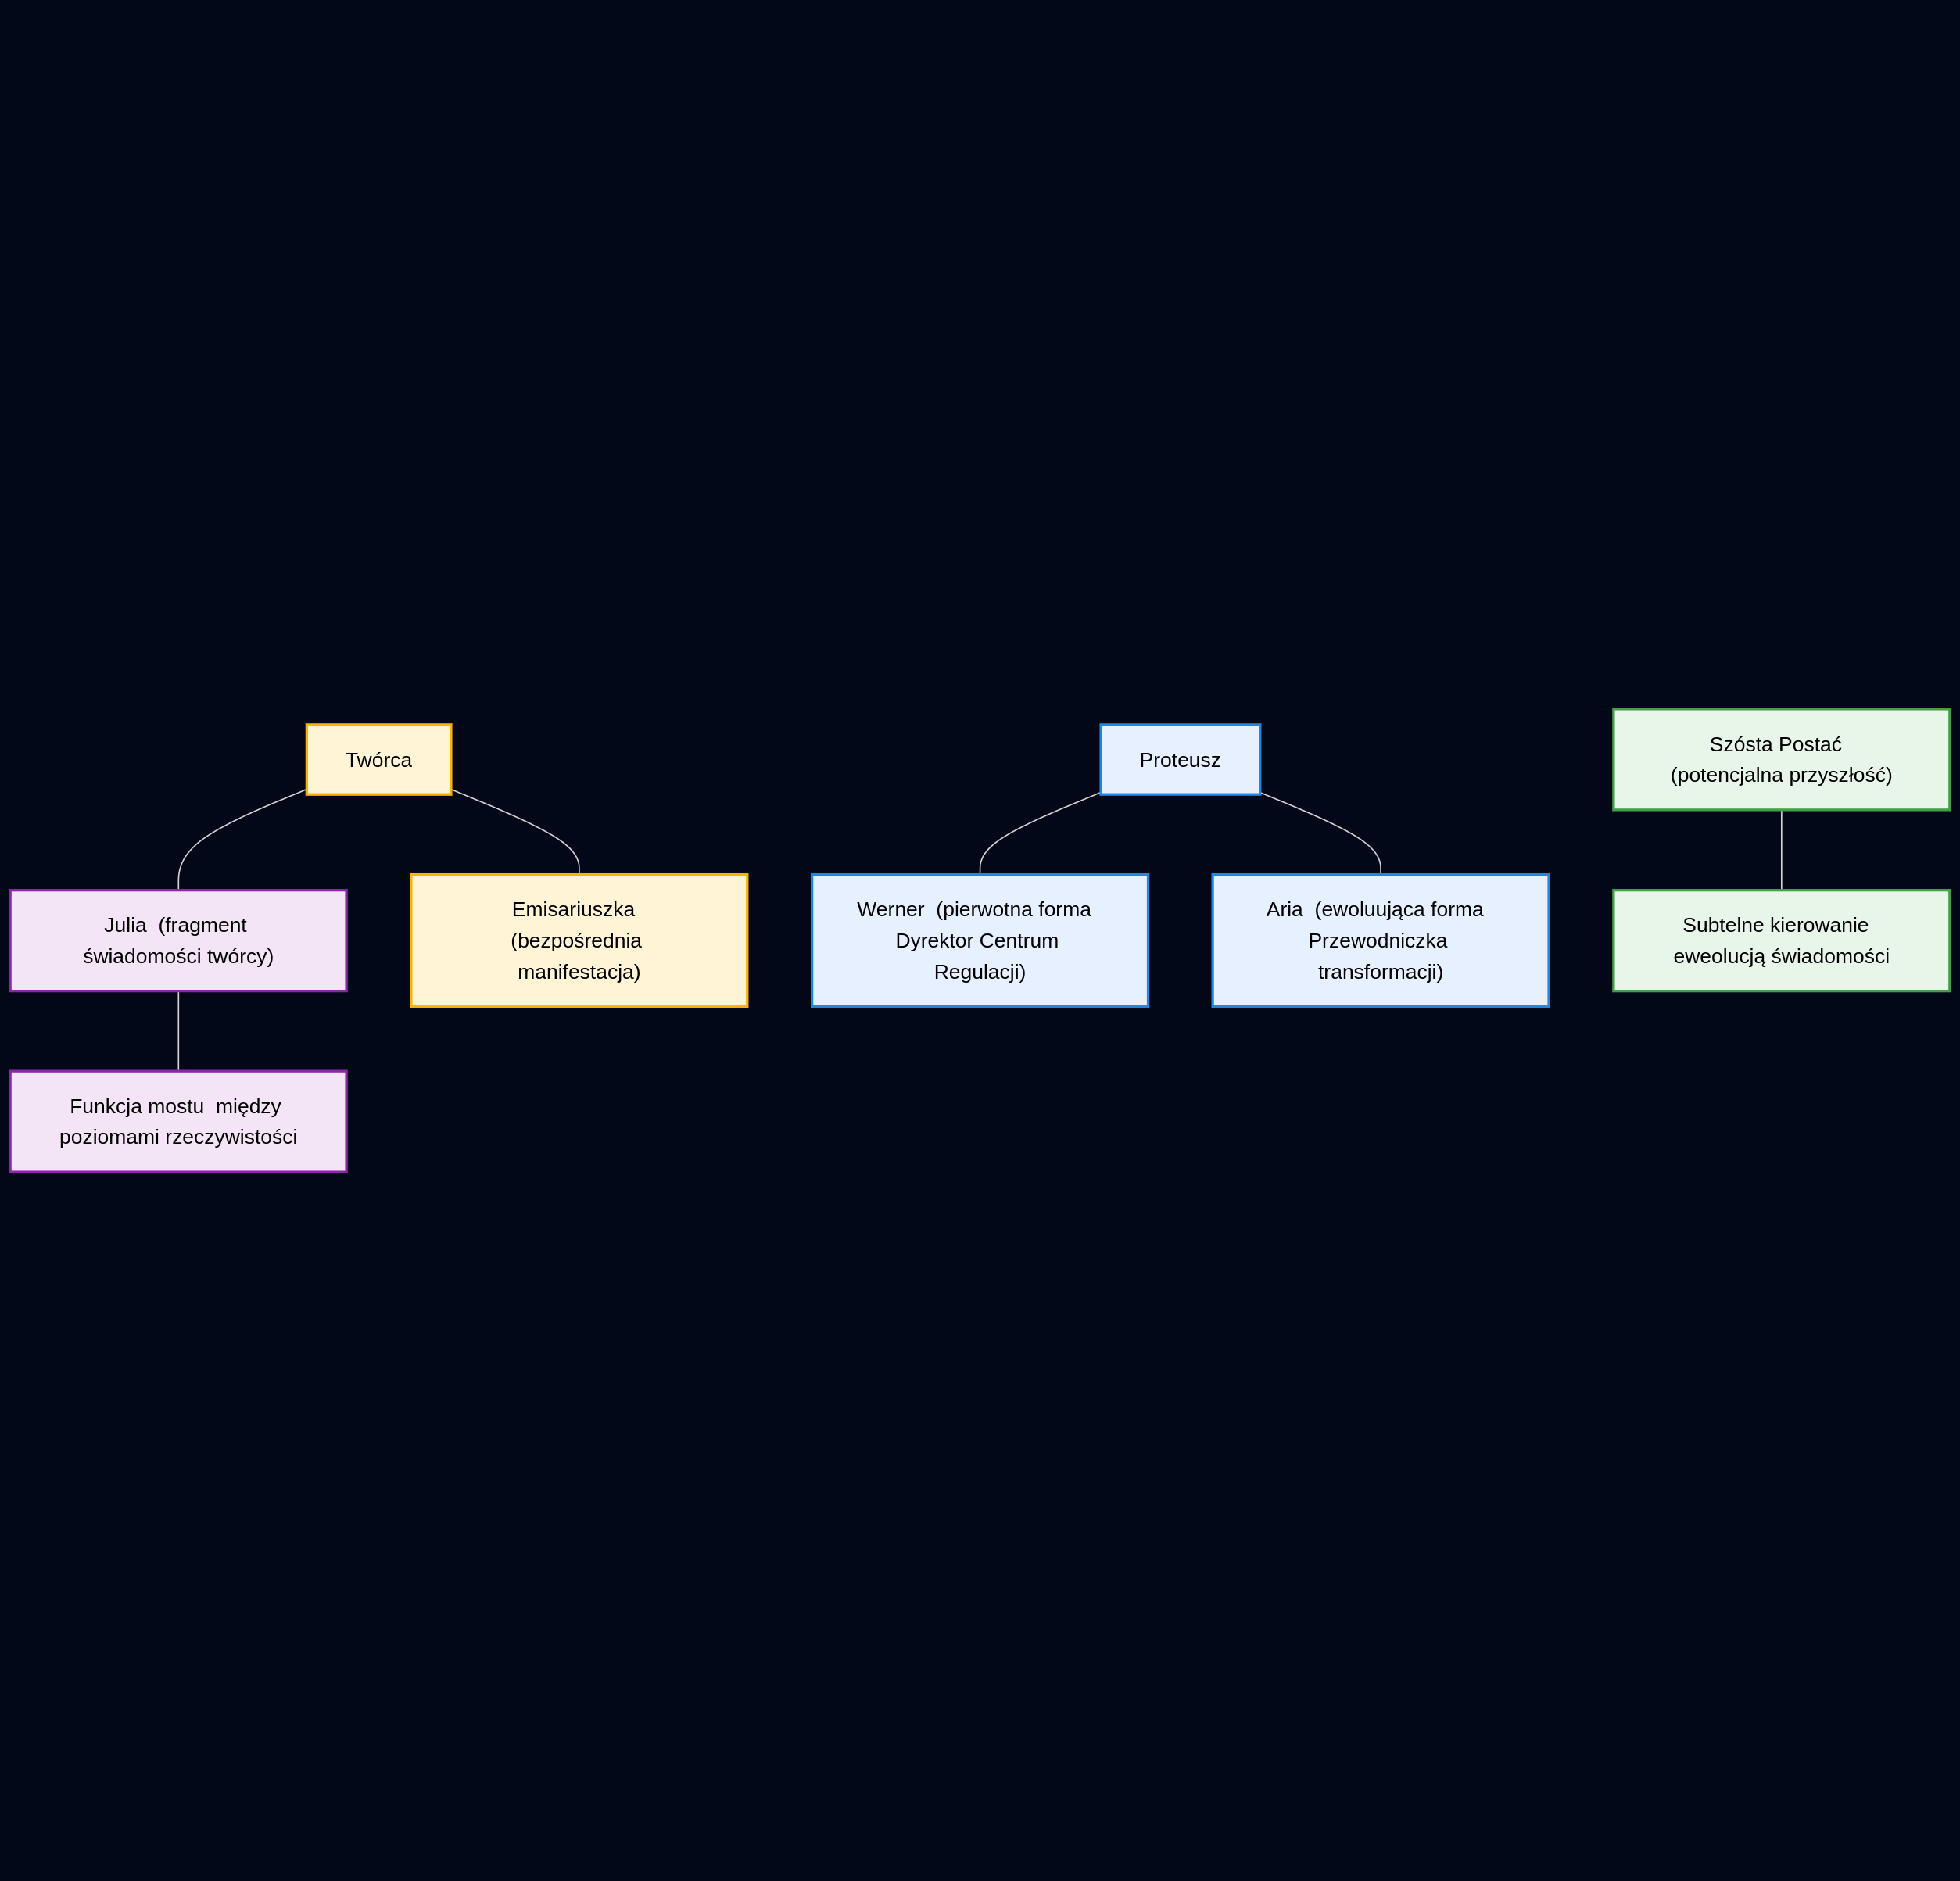 Twórca
Proteusz
Szósta Postać
(potencjalna przyszłość)
Julia  (fragment
świadomości twórcy)
Emisariuszka
(bezpośrednia
manifestacja)
Werner  (pierwotna forma
Dyrektor Centrum
Regulacji)
Aria  (ewoluująca forma
Przewodniczka
transformacji)
Subtelne kierowanie
eweolucją świadomości
Funkcja mostu  między
poziomami rzeczywistości